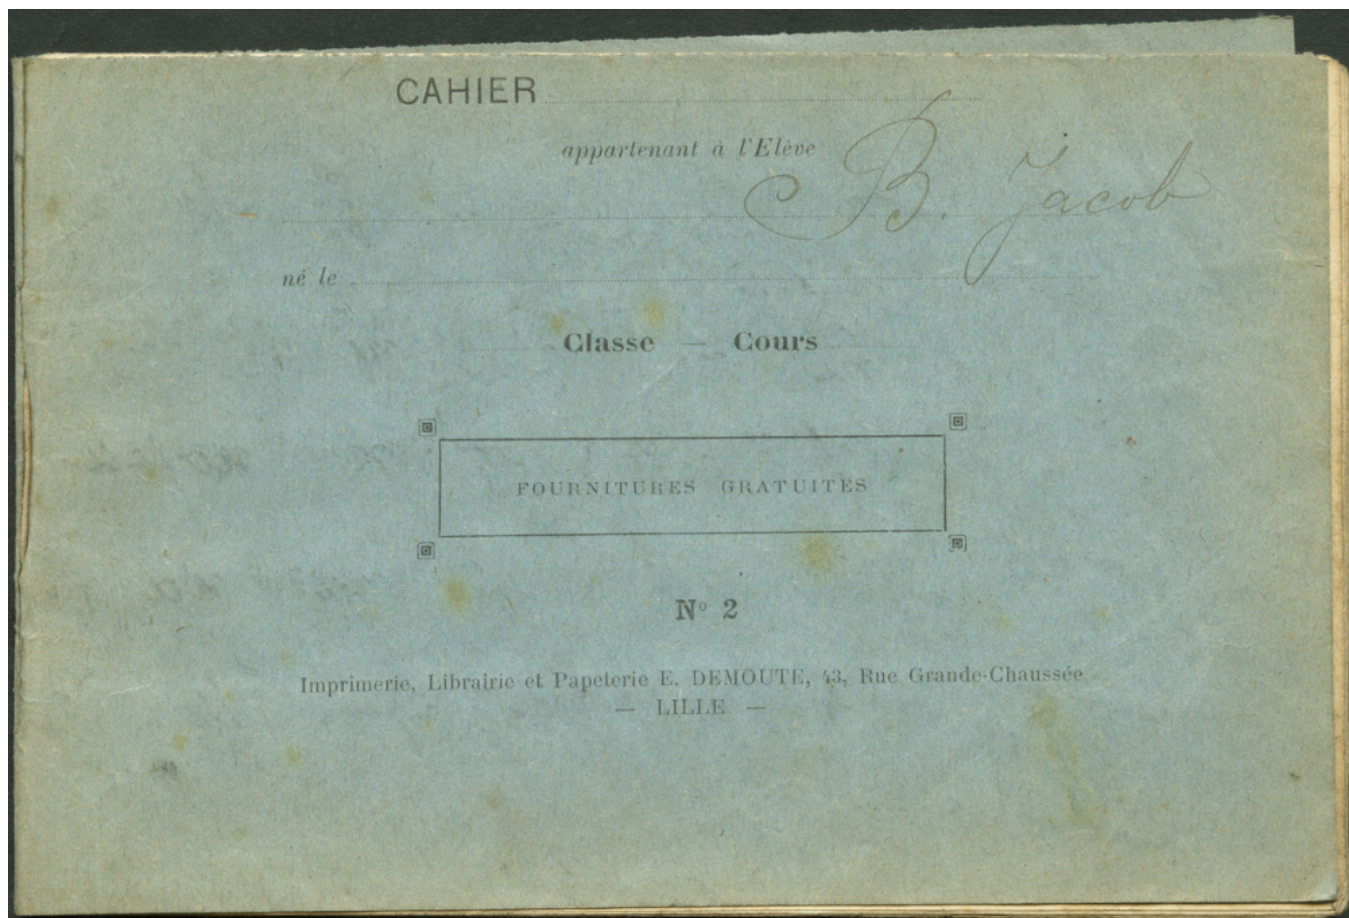 CAHIER
appartenant à l'Elève
B. Jacob
né le
Classe — Cours
FOURNITURES GRATUITES
Nº 2
Imprimerie, Librairie et Papeterie E. DEMOUTE, 43, Rue Grande-Chaussée
— LILLE —